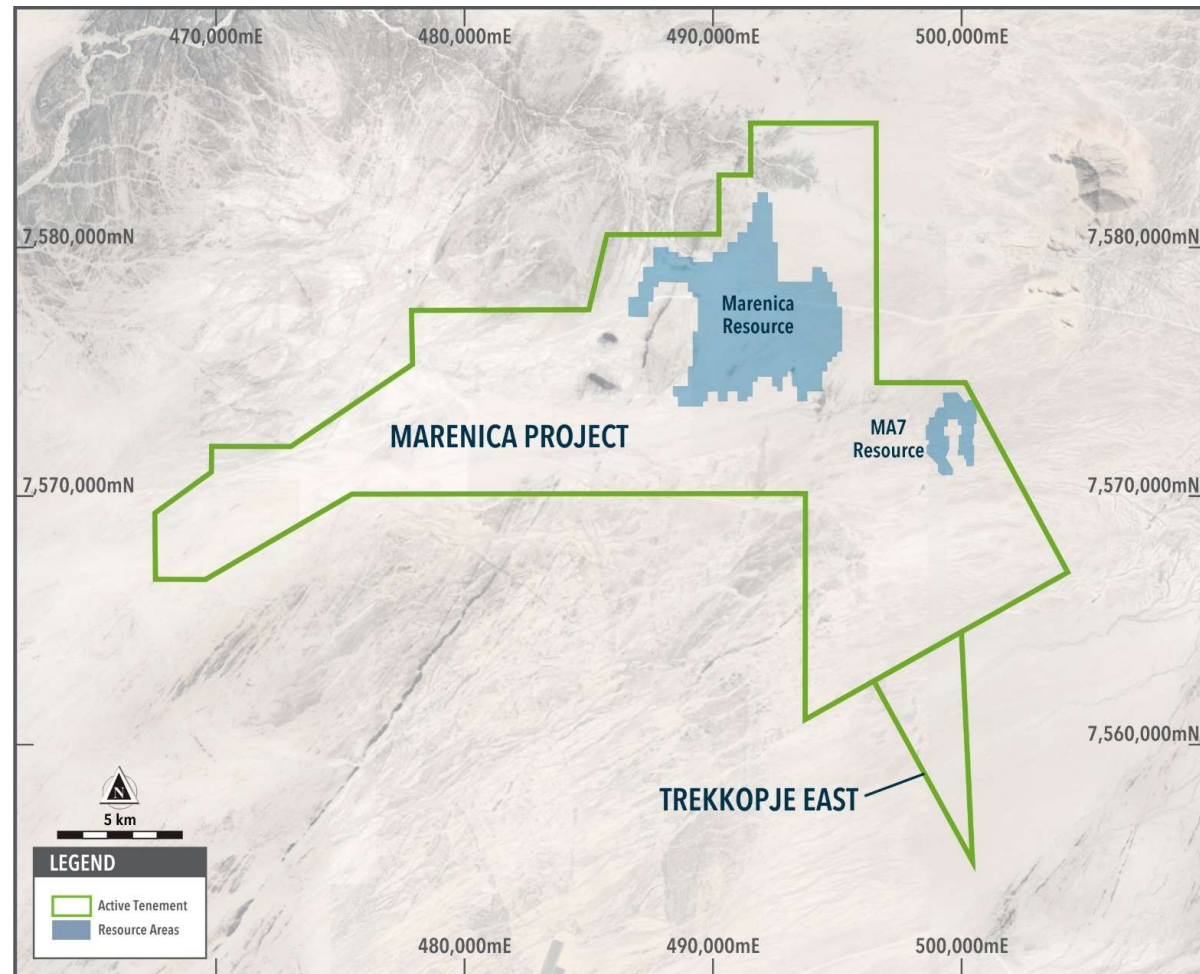 470,000mE
480,000mE
490,000mE
500,000mE
7,580,000mN
7,580,000mN
Marenica
Resource
MARENICA PROJECT
MA7
Resource
7,570,000mN
7,570,000mN
7,560,000mN
TREKKOPJE EAST
N
5 km
LEGEND
Active Tenement
Resource Areas
480,000mE
490,000mE
500,000mE